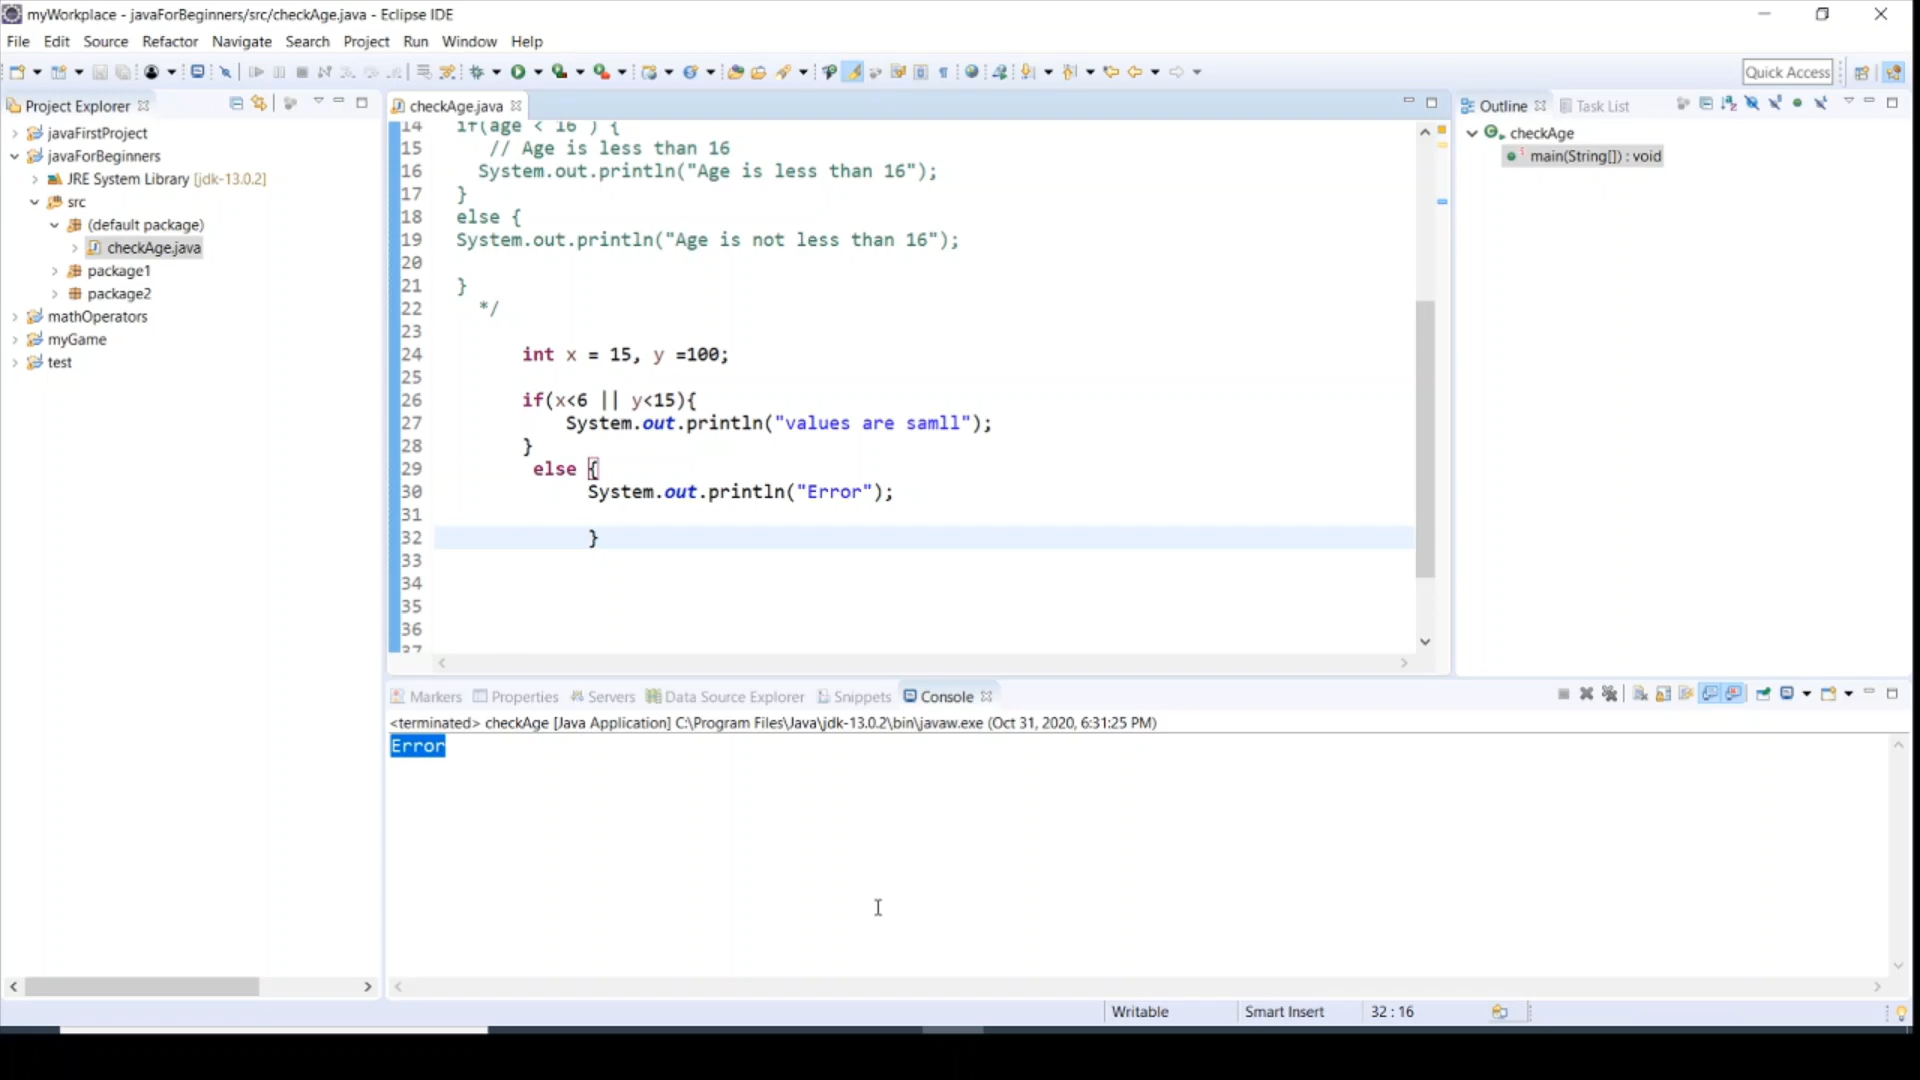 myWorkplace - javaForBeginners/src/checkAge.java - Eclipse IDE
File Edit Source Refactor Navigate Search Project Run Window Help
Quick Access
Project Explorer
javaFirstProject
javaForBeginners
JRE System Library [jdk-13.0.2]
src
(default package)
checkAge.java
package1
package2
mathOperators
myGame
test
checkAge.java
14 if(age < 16 ) {
15 // Age is less than 16
16 System.out.println("Age is less than 16");
17 }
18 else {
19 System.out.println("Age is not less than 16");
20
21 }
22 */
23
24 int x = 15, y =100;
25
26 if(x<6 || y<15){
27 System.out.println("values are samll");
28 }
29 else {
30 System.out.println("Error");
31
32 }
33
34
35
36
37
Outline Task List
checkAge
main(String[]) : void
Markers Properties Servers Data Source Explorer Snippets Console
<terminated> checkAge [Java Application] C:\Program Files\Java\jdk-13.0.2\bin\javaw.exe (Oct 31, 2020, 6:31:25 PM)
Error
Writable Smart Insert 32 : 16